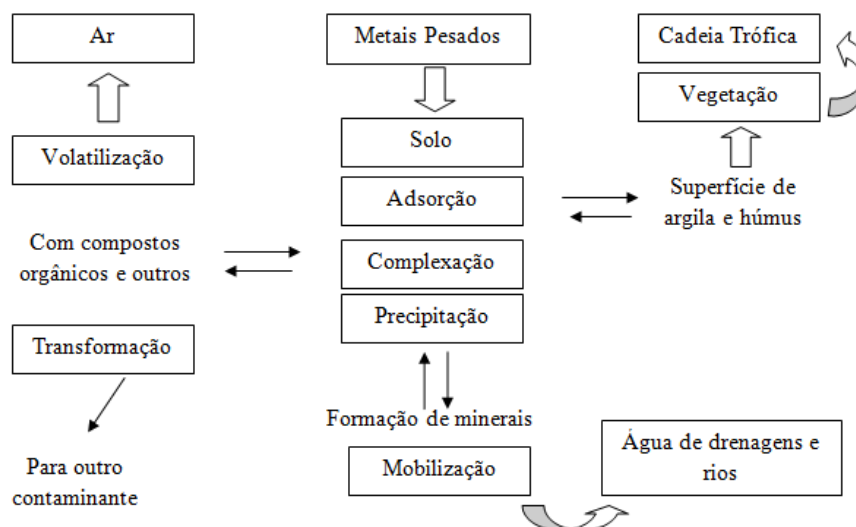 Ar
Metais Pesados
Cadeia Trófica
Vegetação
Volatilização
Solo
Adsorção
Superfície de
argila e húmus
Com compostos
orgânicos e outros
Complexação
Precipitação
Transformação
Formação de minerais
Para outro
contaminante
Mobilização
Água de drenagens e
rios